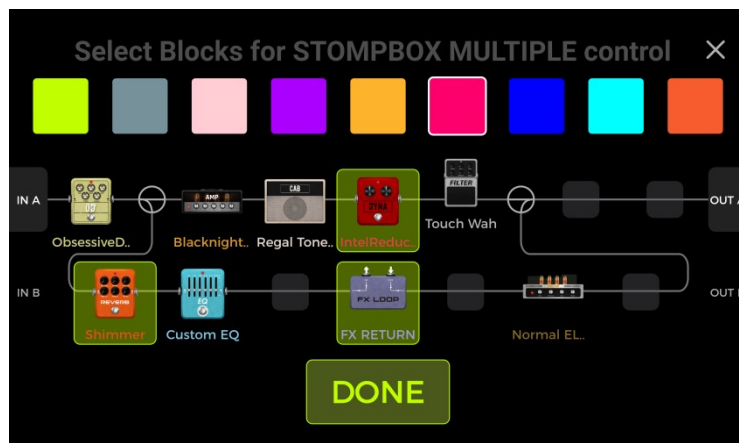 Select Blocks for STOMPBOX MULTIPLE control
IN A
OD
AMP
CAB
DYNA
FILTER
OUT
ObsessiveD..
Blacknight..
Regal Tone..
IntelReduc..
Touch Wah
IN B
REVERB
EQ
FX LOOP
OUT
Shimmer
Custom EQ
FX RETURN
Normal EL..
DONE